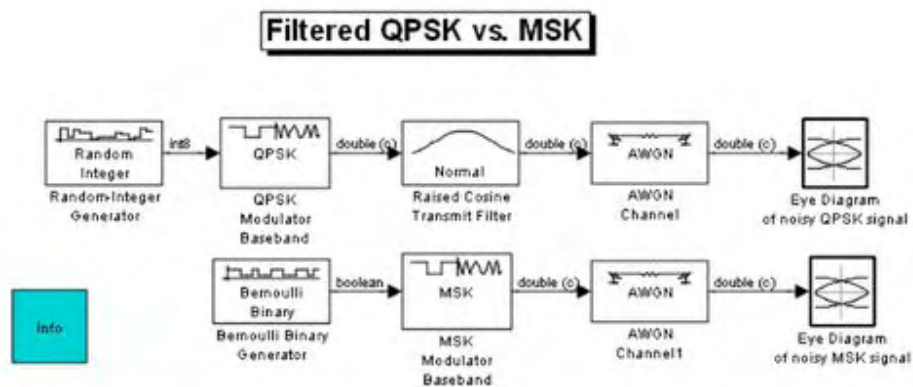 Filtered QPSK vs. MSK
Random
Integer
int8
QPSK
double (c)
Normal
double (c)
AWGN
double (c)
Random-Integer
Generator
QPSK
Modulator
Baseband
Raised Cosine
Transmit Filter
AWGN
Channel
Eye Diagram
of noisy QPSK signal
Bernoulli
Binary
boolean
MSK
double (c)
AWGN
double (c)
Info
Bernoulli Binary
Generator
MSK
Modulator
Baseband
AWGN
Channel1
Eye Diagram
of noisy MSK signal